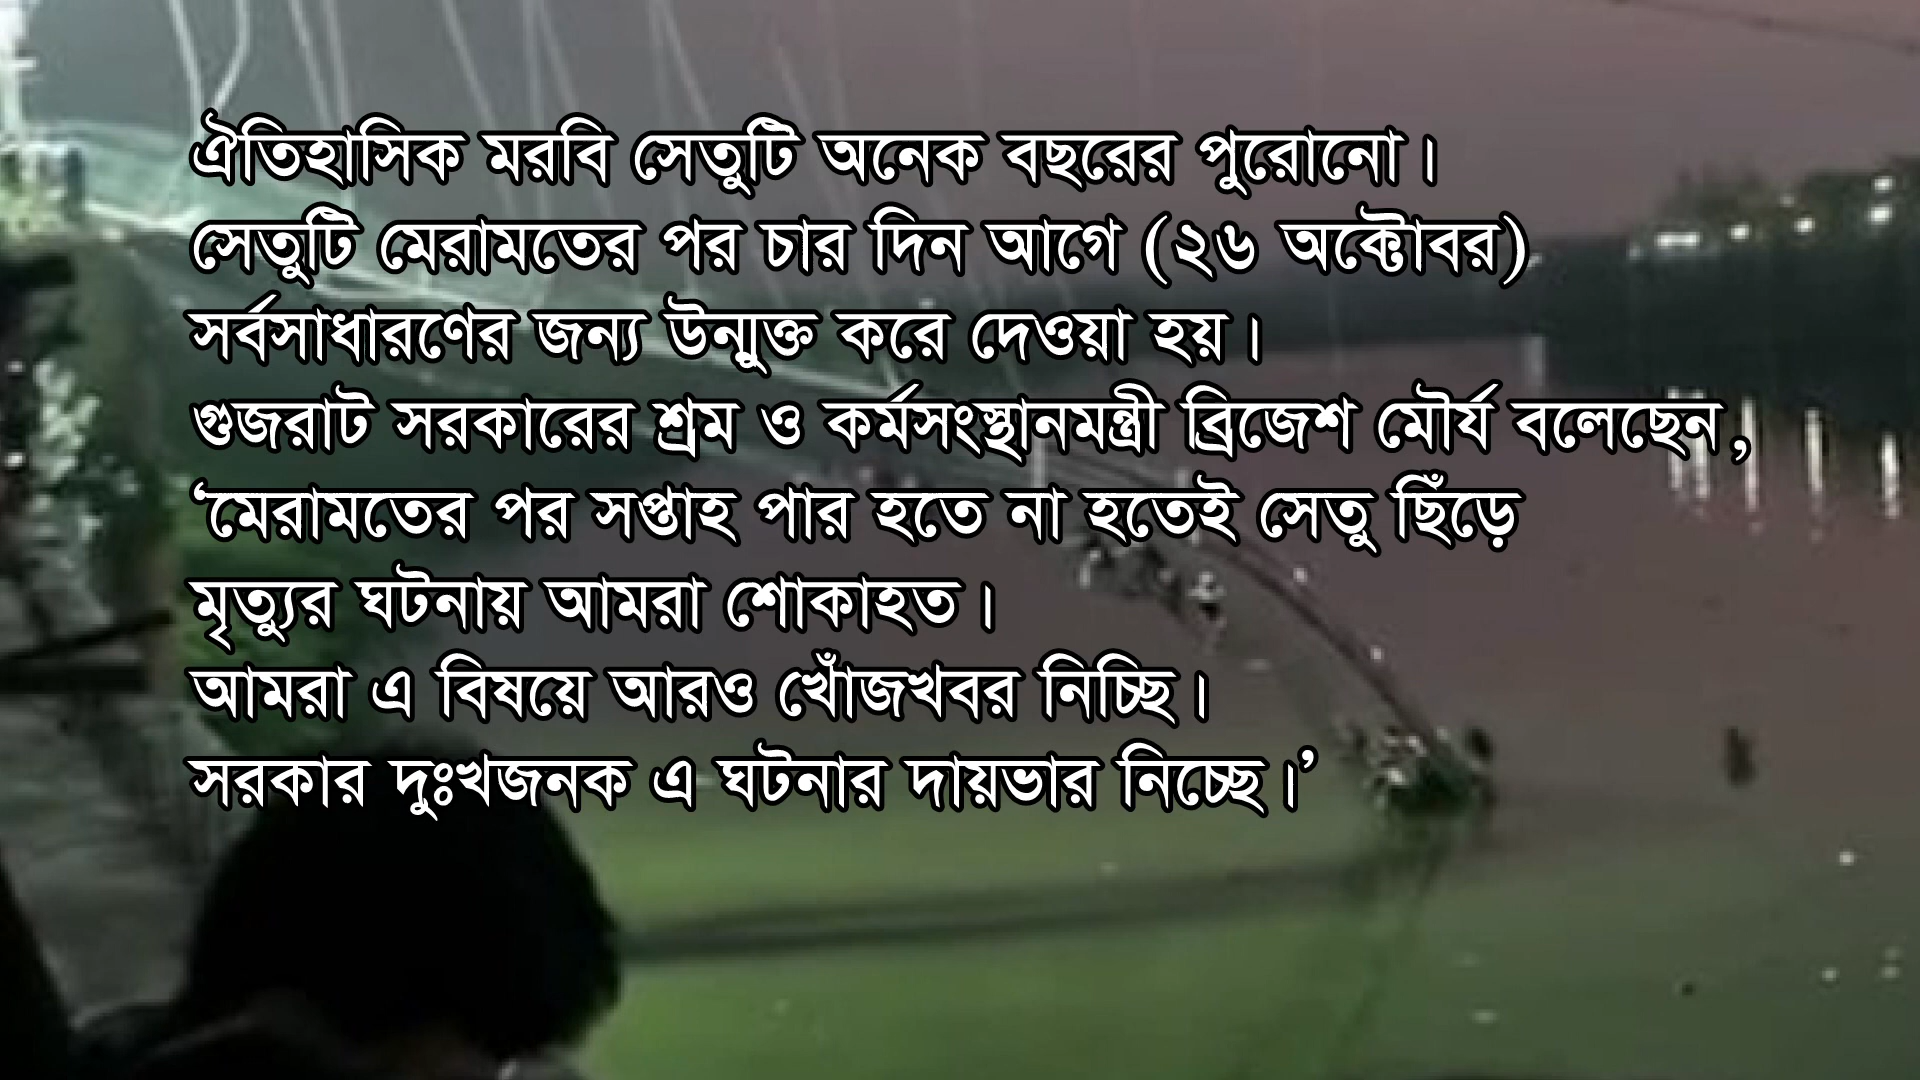 ঐতিহাসিক মরবি সেতুটি অনেক বছরের পুরোনো।
সেতুটি মেরামতের পর চার দিন আগে (২৬ অক্টোবর)
সর্বসাধারণের জন্য উন্মুক্ত করে দেওয়া হয়।
গুজরাট সরকারের শ্রম ও কর্মসংস্থানমন্ত্রী ব্রিজেশ মৌর্য বলেছেন,
‘মেরামতের পর সপ্তাহ পার হতে না হতেই সেতু ছিঁড়ে
মৃত্যুর ঘটনায় আমরা শোকাহত।
আমরা এ বিষয়ে আরও খোঁজখবর নিচ্ছি।
সরকার দুঃখজনক এ ঘটনার দায়ভার নিচ্ছে।’